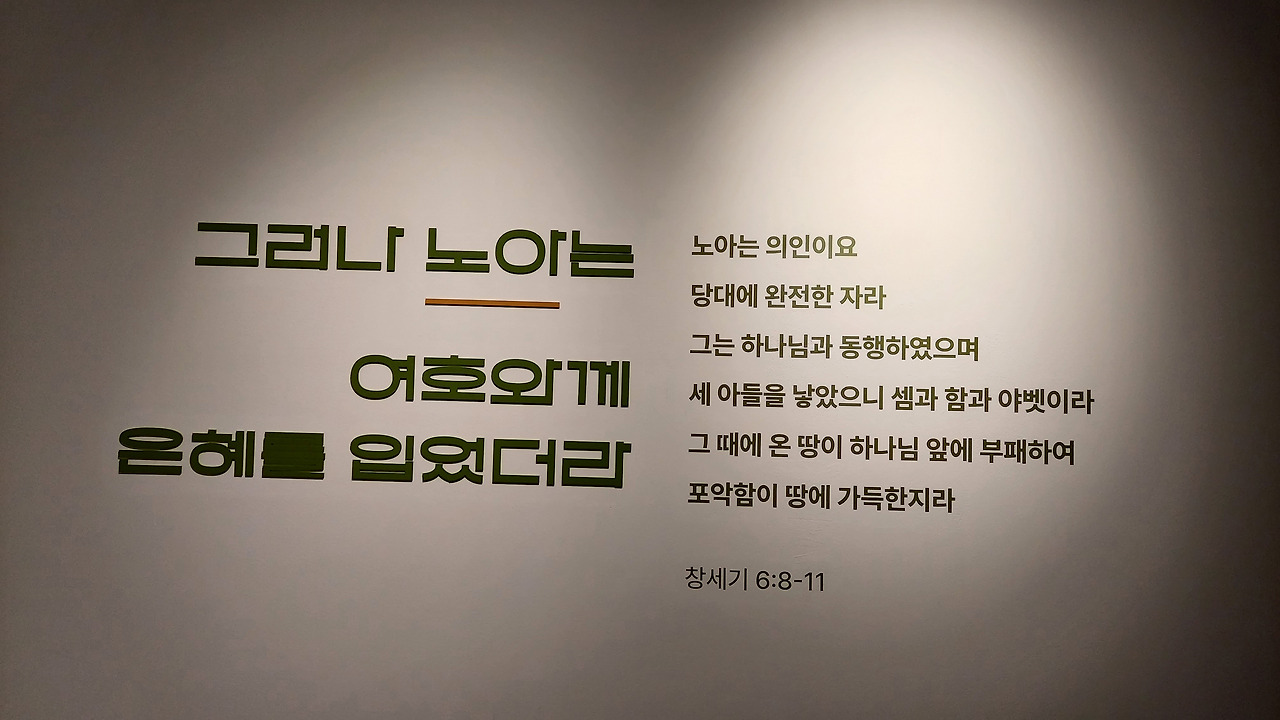 그러나 노아는
여호와께
은혜를 입었더라
노아는 의인이요
당대에 완전한 자라
그는 하나님과 동행하였으며
세 아들을 낳았으니 셈과 함과 야벳이라
그 때에 온 땅이 하나님 앞에 부패하여
포악함이 땅에 가득한지라
창세기 6:8-11